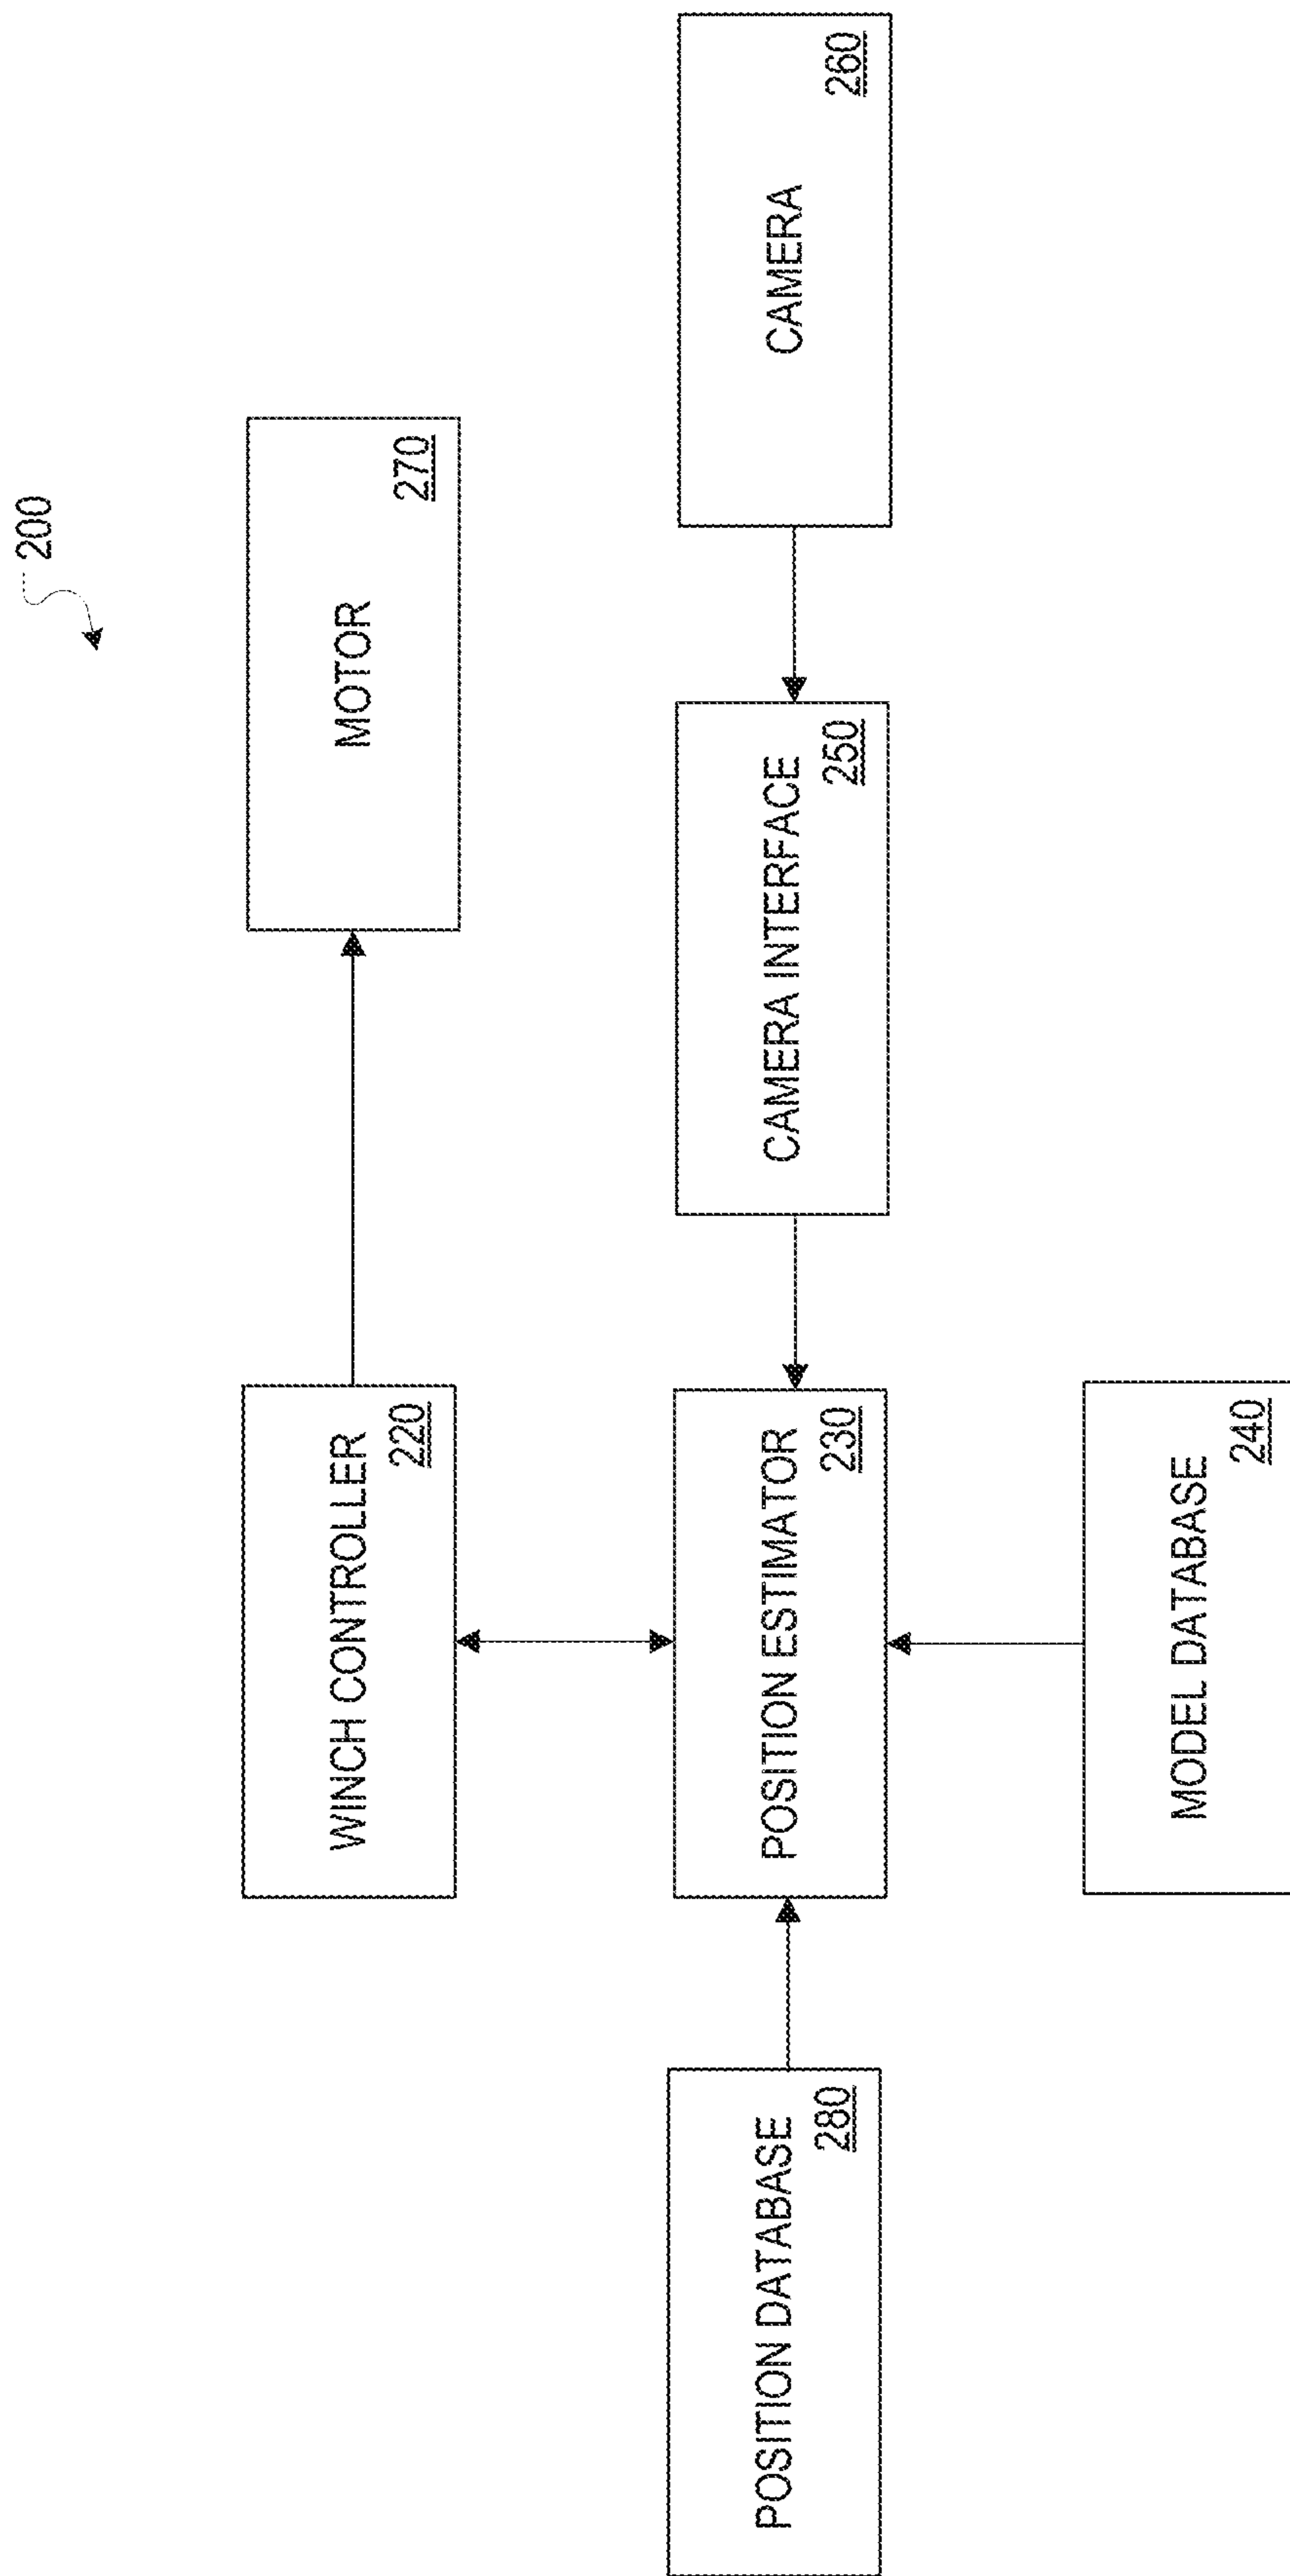 200
WINCH CONTROLLER
220
MOTOR
270
POSITION DATABASE
280
POSITION ESTIMATOR
230
CAMERA INTERFACE
250
CAMERA
260
MODEL DATABASE
240